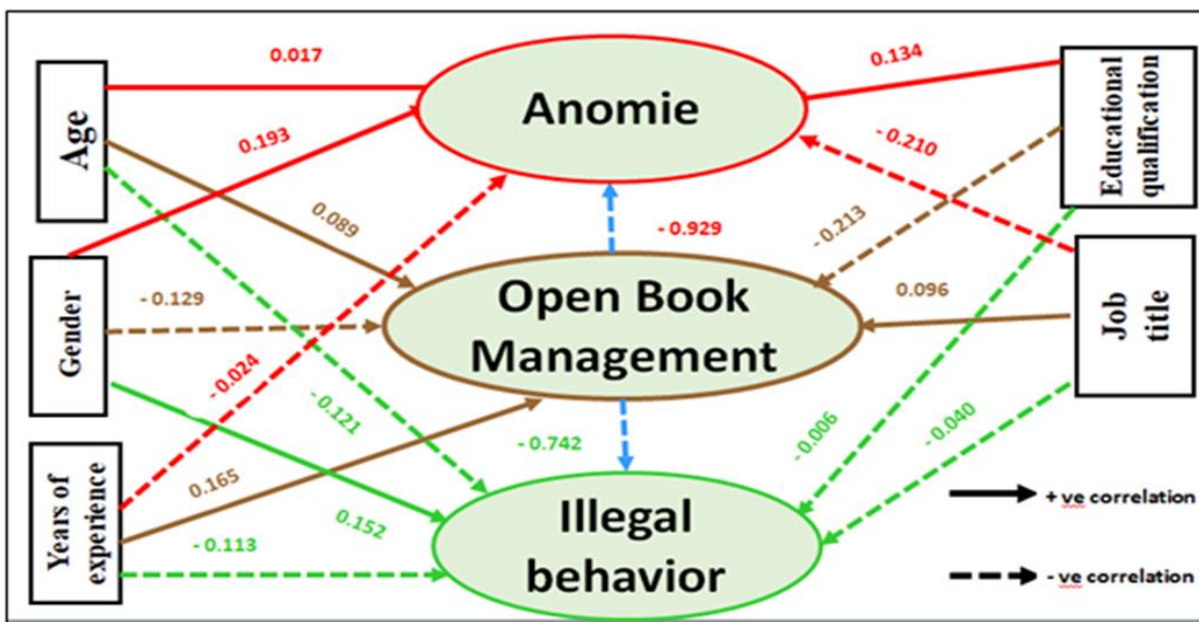 0.017
Anomie
0.134
Age
0.193
- 0.210
Educational
qualification
0.089
- 0.929
- 0.213
Gender
- 0.129
Open Book
Management
0.096
Job
title
- 0.024
- 0.121
- 0.742
- 0.006
- 0.040
Years of
experience
0.165
0.152
- 0.113
Illegal
behavior
+ ve correlation
- ve correlation